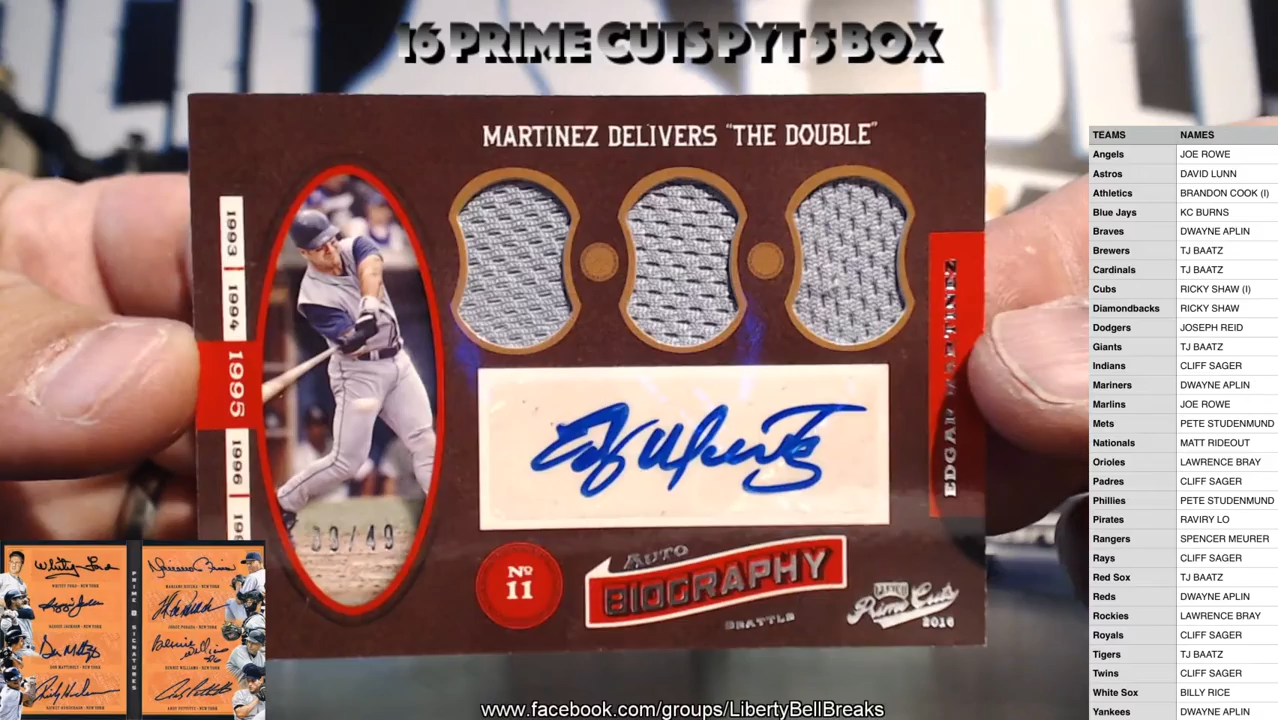 16 PRIME CUTS PYT 5 BOX
MARTINEZ DELIVERS "THE DOUBLE"
1993
1994
1995
1996
EDGAR MARTINEZ
/49
Nº
11
AUTO
BIOGRAPHY
SEATTLE
Prime Cuts
2016
PRIME
SIGNATURES
TEAMS NAMES
Angels JOE ROWE
Astros DAVID LUNN
Athletics BRANDON COOK (I)
Blue Jays KC BURNS
Braves DWAYNE APLIN
Brewers TJ BAATZ
Cardinals TJ BAATZ
Cubs RICKY SHAW (I)
Diamondbacks RICKY SHAW
Dodgers JOSEPH REID
Giants TJ BAATZ
Indians CLIFF SAGER
Mariners DWAYNE APLIN
Marlins JOE ROWE
Mets PETE STUDENMUND
Nationals MATT RIDEOUT
Orioles LAWRENCE BRAY
Padres CLIFF SAGER
Phillies PETE STUDENMUND
Pirates RAVIRY LO
Rangers SPENCER MEURER
Rays CLIFF SAGER
Red Sox TJ BAATZ
Reds DWAYNE APLIN
Rockies LAWRENCE BRAY
Royals CLIFF SAGER
Tigers TJ BAATZ
Twins CLIFF SAGER
White Sox BILLY RICE
Yankees DWAYNE APLIN
www.facebook.com/groups/LibertyBellBreaks